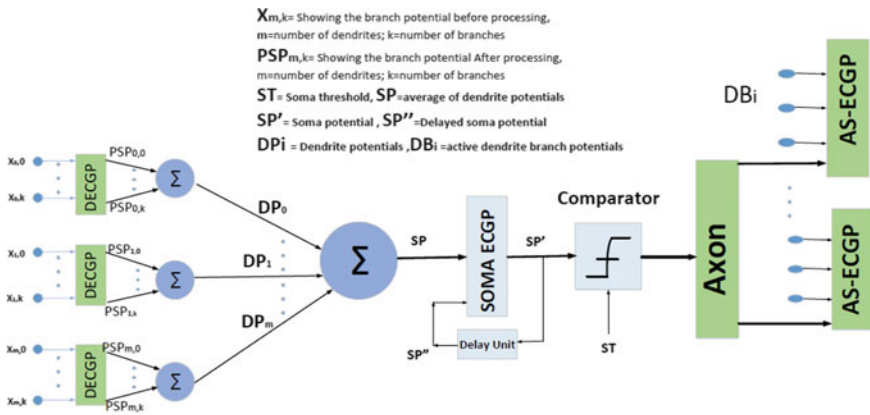 Xm,k= Showing the branch potential before processing,
m=number of dendrites; k=number of branches
PSPm,k= Showing the branch potential After processing,
m=number of dendrites; k=number of branches
ST= Soma threshold, SP=average of dendrite potentials
SP'= Soma potential , SP''=Delayed soma potential
DPi = Dendrite potentials ,DBi=active dendrite branch potentials
X0,0
X0,k
DECGP
PSP0,0
PSP0,k
Σ
DP0
X1,0
X1,k
DECGP
PSP1,0
PSP1,k
Σ
DP1
Xm,0
Xm,k
DECGP
PSPm,0
PSPm,k
Σ
DPm
Σ
SP
SOMA ECGP
SP'
SP''
Delay Unit
Comparator
ST
Axon
DBi
AS-ECGP
AS-ECGP